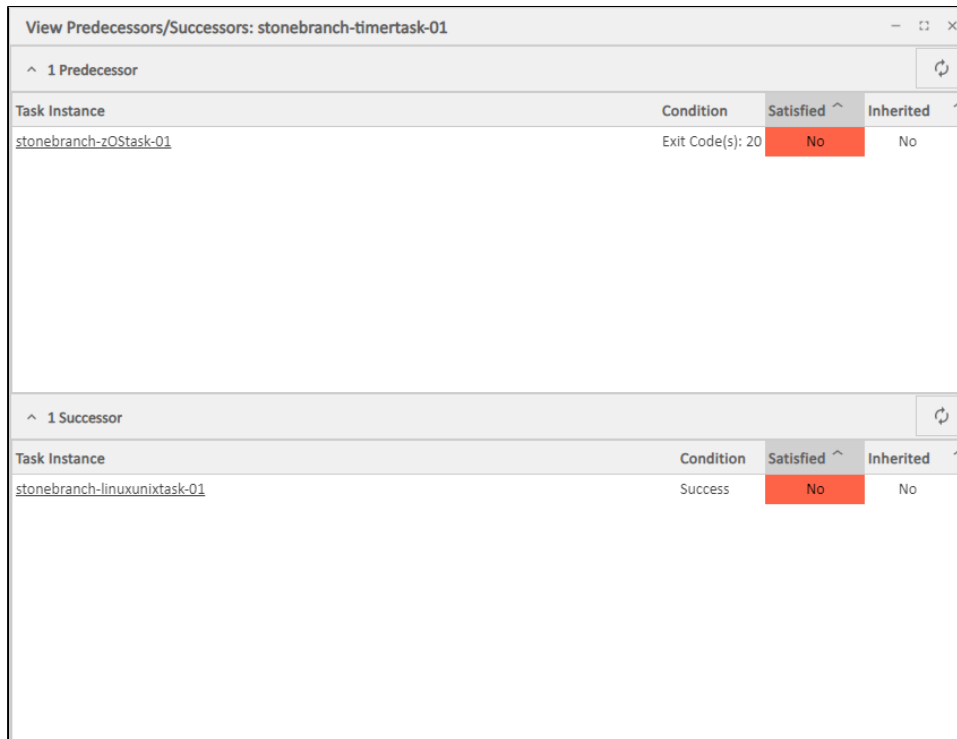 View Predecessors/Successors: stonebranch-timertask-01
1 Predecessor
Task Instance Condition Satisfied Inherited
stonebranch-zOStask-01 Exit Code(s): 20 No No
1 Successor
Task Instance Condition Satisfied Inherited
stonebranch-linuxunixtask-01 Success No No